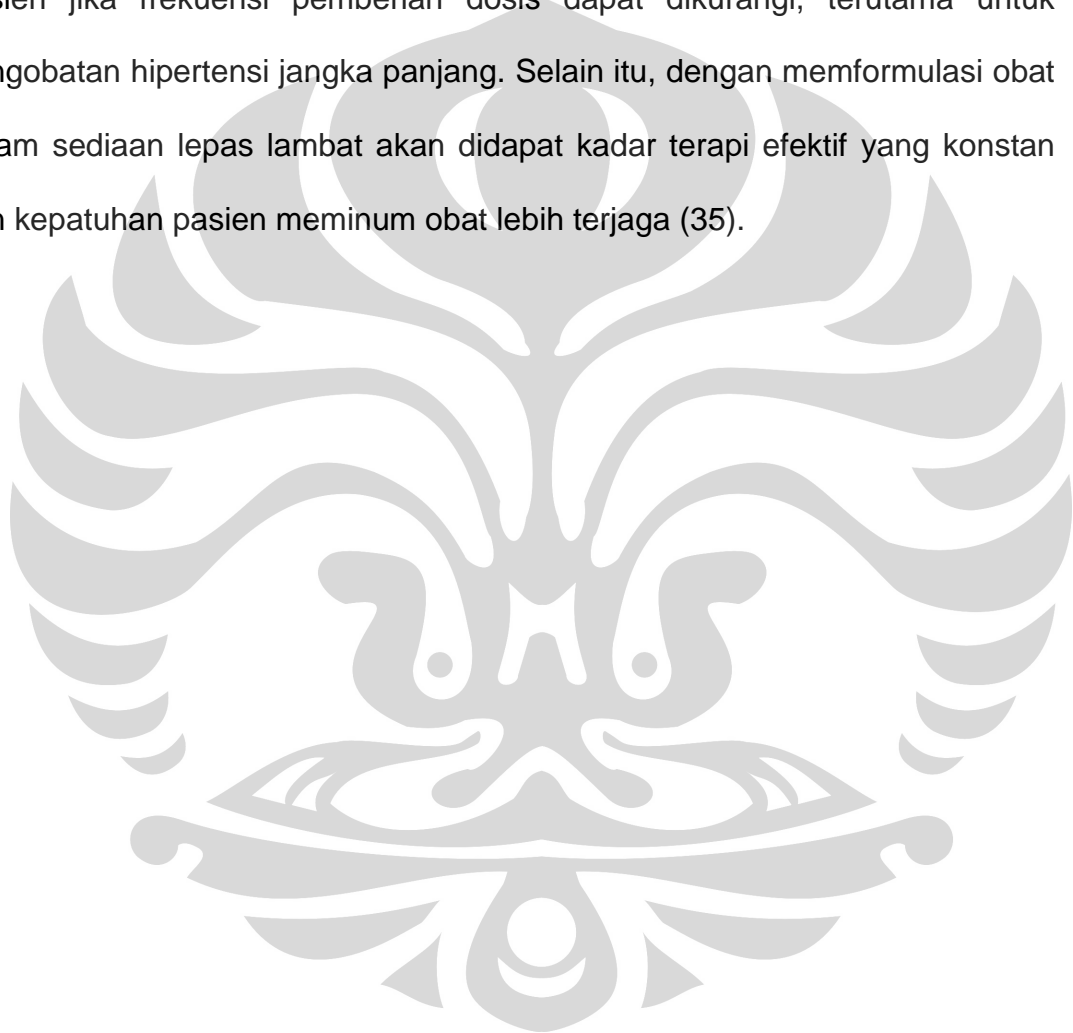 sien jika frekuensi pemberian dosis dapat dikurangi, terutama untuk
ngobatan hipertensi jangka panjang. Selain itu, dengan memformulasi obat
am sediaan lepas lambat akan didapat kadar terapi efektif yang konstan
n kepatuhan pasien meminum obat lebih terjaga (35).